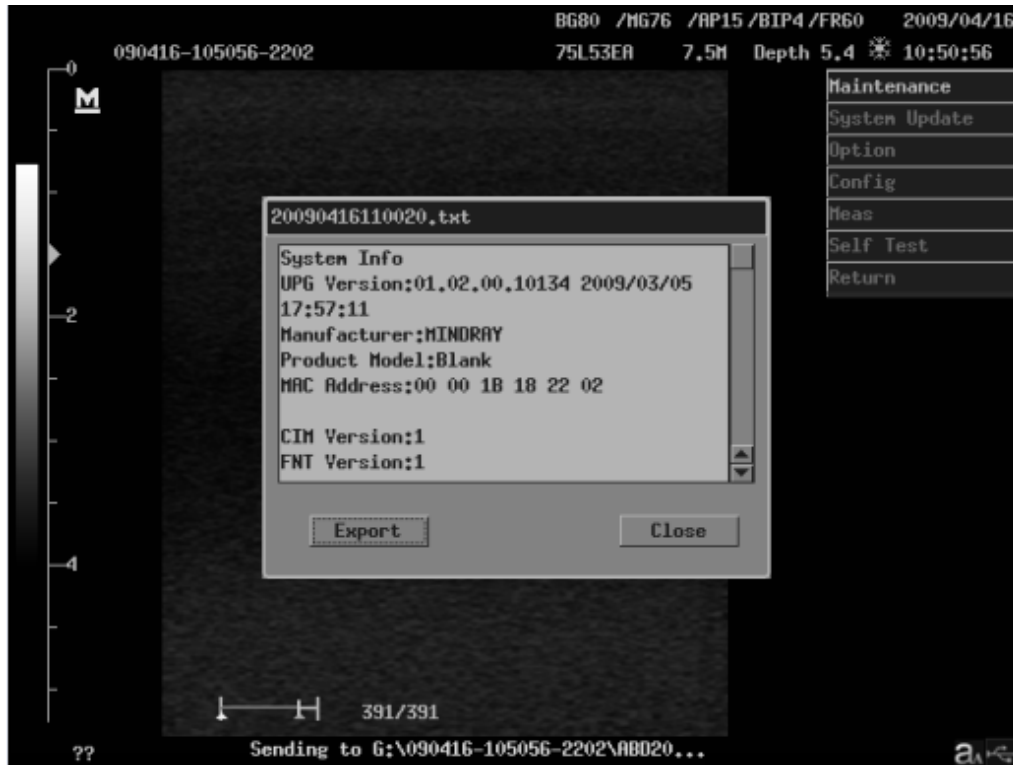 BG80 /MG76 /AP15 /BIP4 /FR60 2009/04/16
090416-105056-2202 75L53EA 7.5M Depth 5.4 10:50:56
0
M
Maintenance
System Update
Option
Config
Meas
Self Test
Return
20090416110020.txt
System Info
UPG Version:01.02.00.10134 2009/03/05
17:57:11
Manufacturer:MINDRAY
Product Model:Blank
MAC Address:00 00 1B 18 22 02
CIM Version:1
FNT Version:1
2
Export Close
4
391/391
?? Sending to G:\090416-105056-2202\ABD20... a